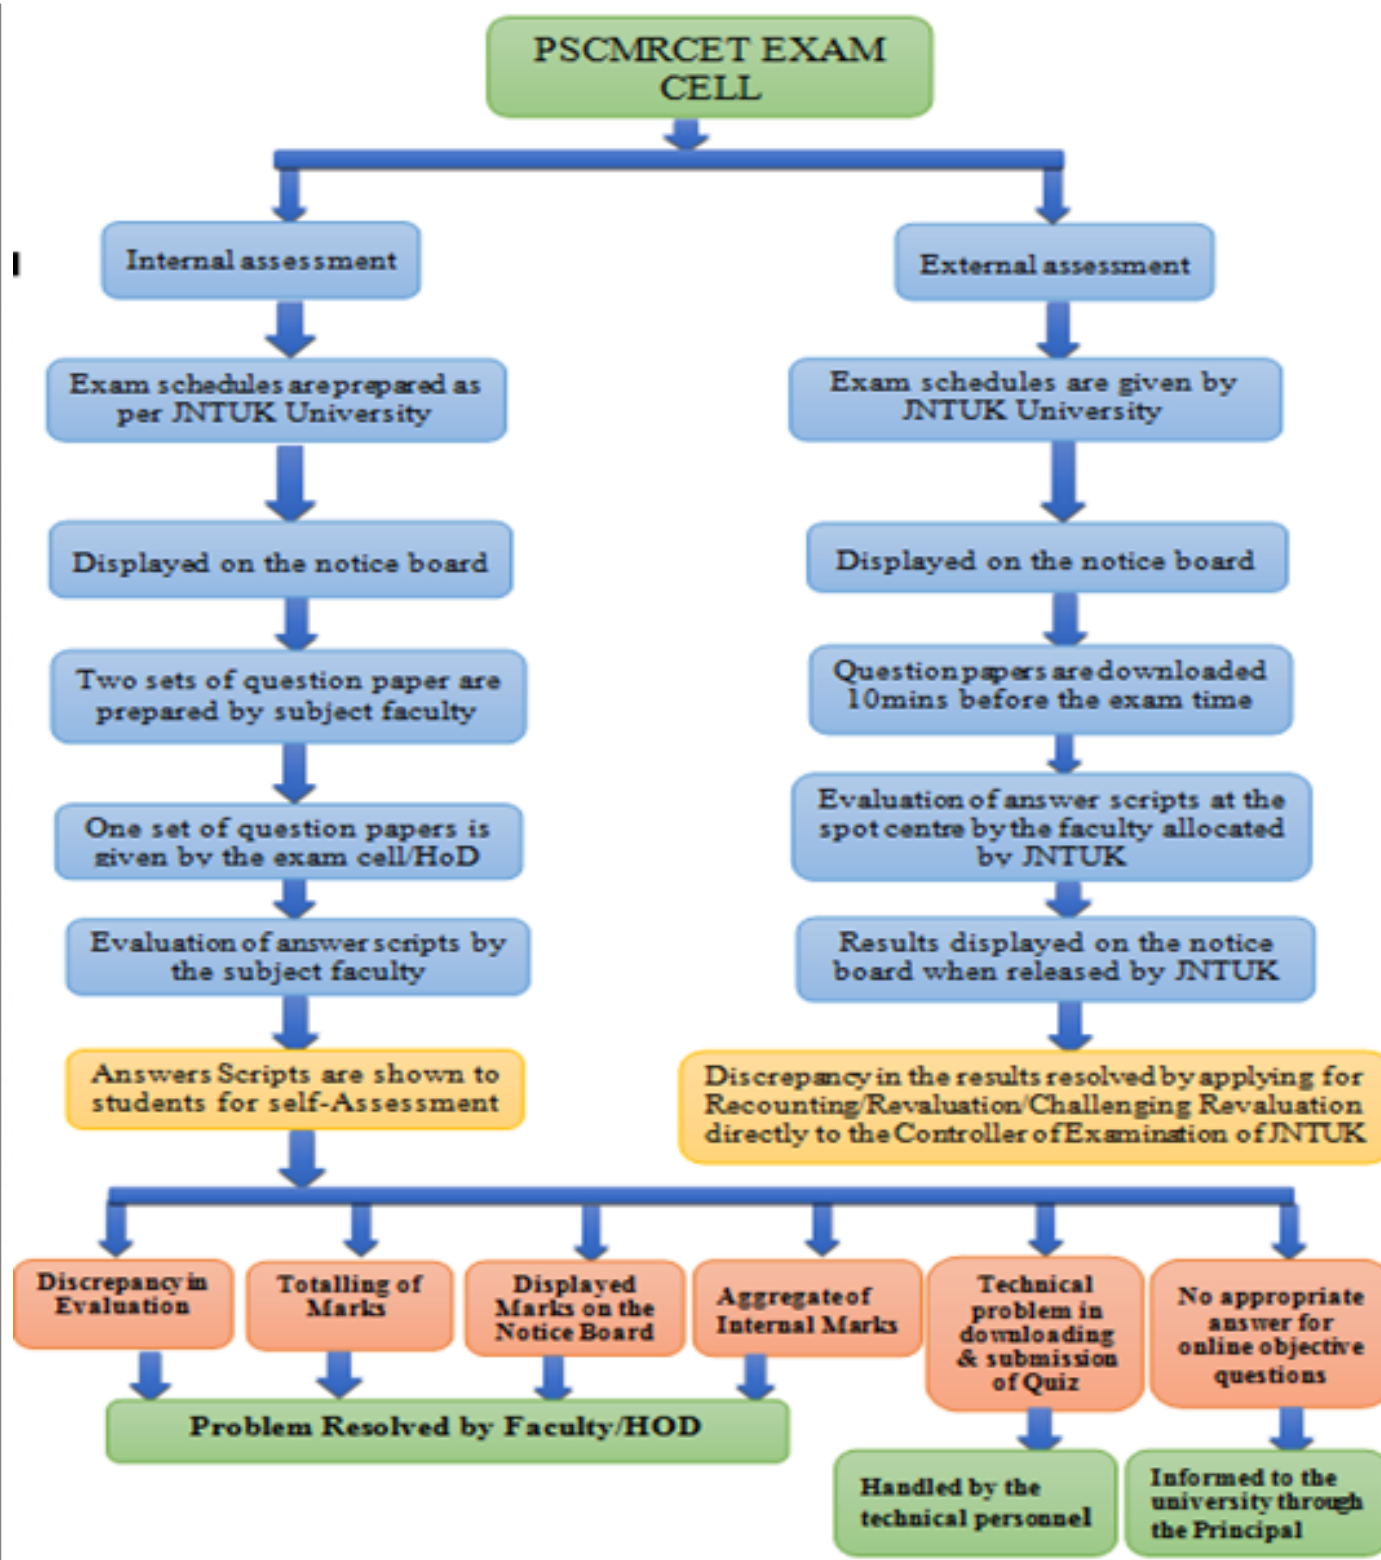 PSCMRCET EXAM
CELL
Internal assessment
External assessment
Exam schedules are prepared as
per JNTUK University
Exam schedules are given by
JNTUK University
Displayed on the notice board
Displayed on the notice board
Two sets of question paper are
prepared by subject faculty
Question papers are downloaded
10mins before the exam time
One set of question papers is
given by the exam cell/HoD
Evaluation of answer scripts at the
spot centre by the faculty allocated
by JNTUK
Evaluation of answer scripts by
the subject faculty
Results displayed on the notice
board when released by JNTUK
Answers Scripts are shown to
students for self-Assessment
Discrepancy in the results resolved by applying for
Recounting/Revaluation/Challenging Revaluation
directly to the Controller of Examination of JNTUK
Discrepancy in
Evaluation
Totalling of
Marks
Displayed
Marks on the
Notice Board
Aggregate of
Internal Marks
Technical
problem in
downloading
& submission
of Quiz
No appropriate
answer for
online objective
questions
Problem Resolved by Faculty/HOD
Handled by the
technical personnel
Informed to the
university through
the Principal